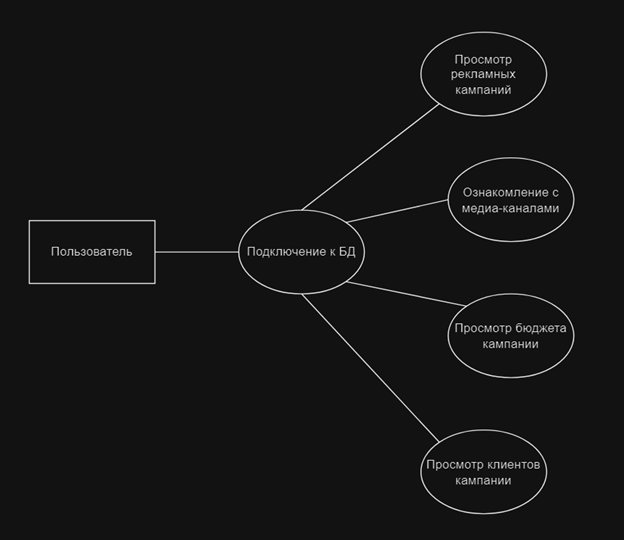 Просмотр
рекламных
кампаний
Ознакомление с
медиа-каналами
Пользователь
Подключение к БД
Просмотр бюджета
кампании
Просмотр клиентов
кампании